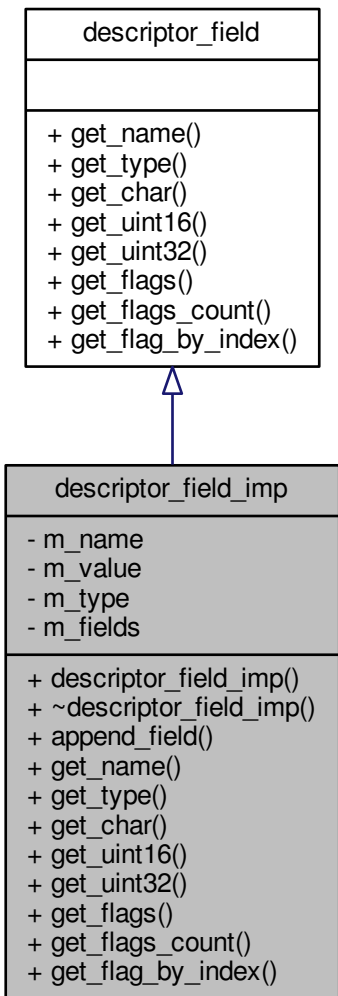 descriptor_field
+ get_name()
+ get_type()
+ get_char()
+ get_uint16()
+ get_uint32()
+ get_flags()
+ get_flags_count()
+ get_flag_by_index()
descriptor_field_imp
- m_name
- m_value
- m_type
- m_fields
+ descriptor_field_imp()
+ ~descriptor_field_imp()
+ append_field()
+ get_name()
+ get_type()
+ get_char()
+ get_uint16()
+ get_uint32()
+ get_flags()
+ get_flags_count()
+ get_flag_by_index()